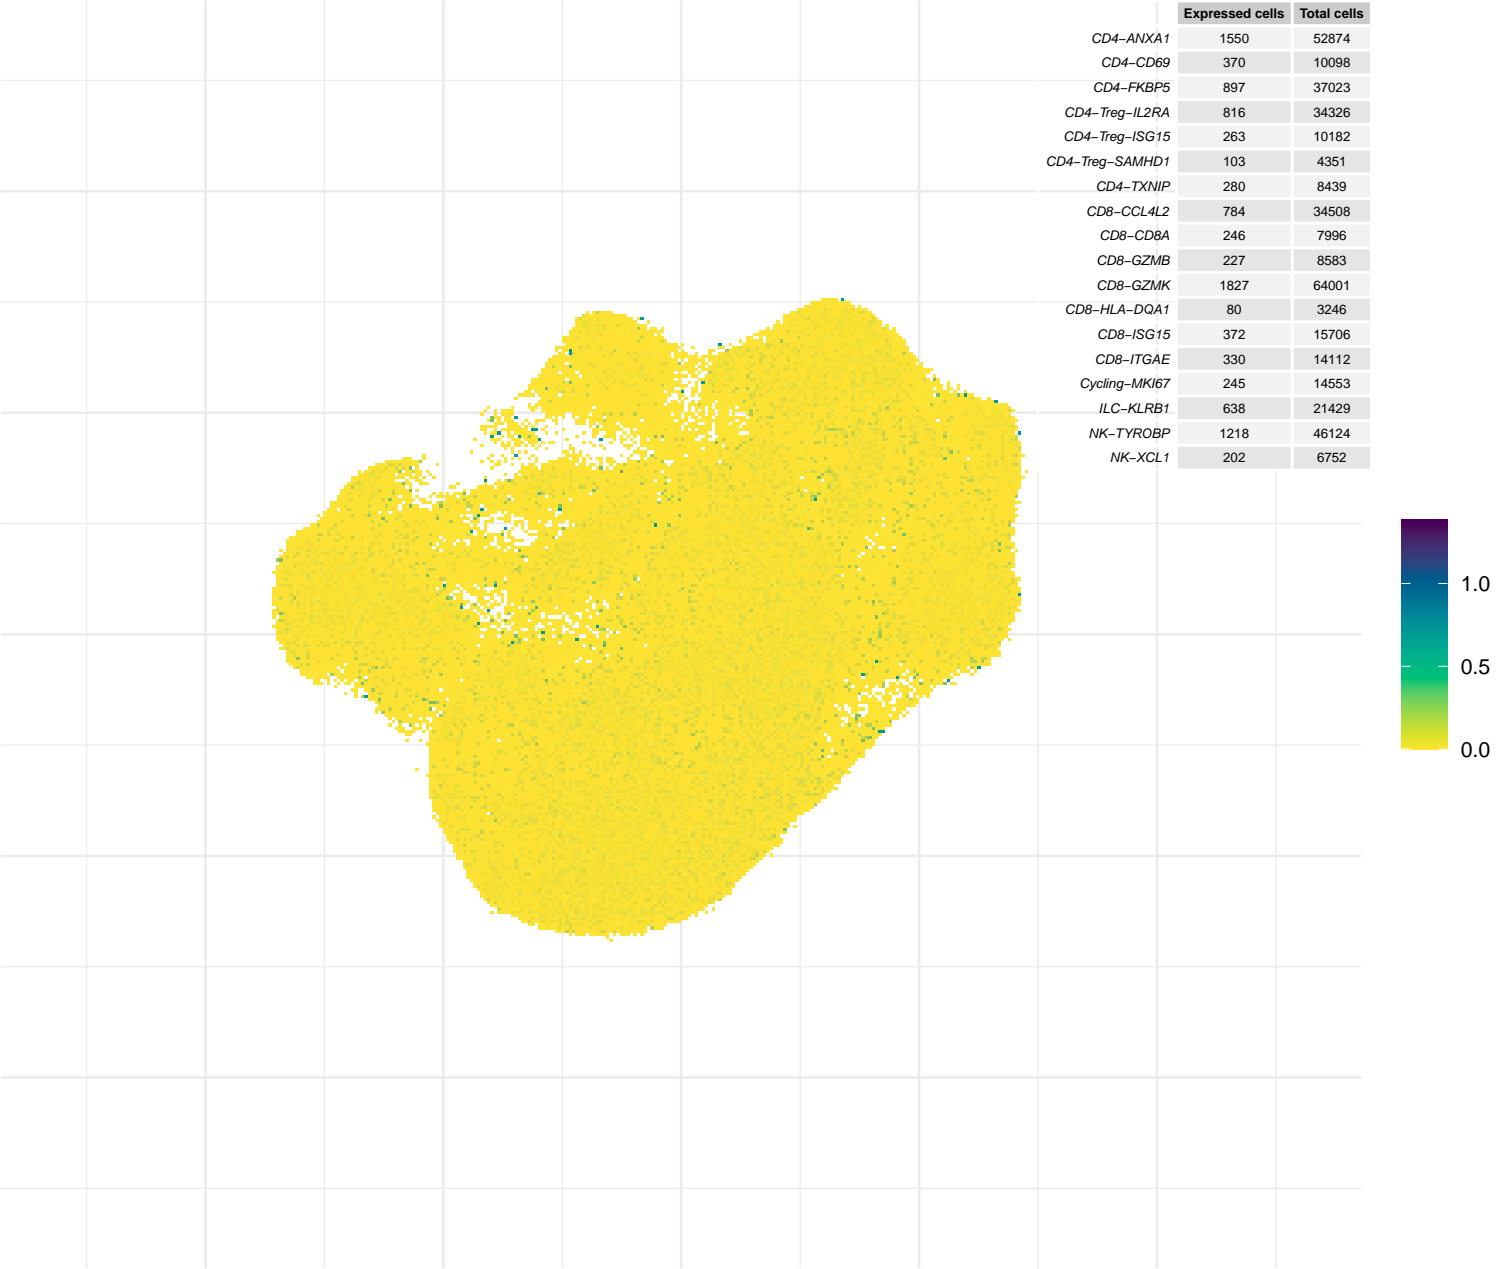 Expressed cells Total cells
CD4−ANXA1 1550 52874
CD4−CD69 370 10098
CD4−FKBP5 897 37023
CD4−Treg−IL2RA 816 34326
CD4−Treg−ISG15 263 10182
CD4−Treg−SAMHD1 103 4351
CD4−TXNIP 280 8439
CD8−CCL4L2 784 34508
CD8−CD8A 246 7996
CD8−GZMB 227 8583
CD8−GZMK 1827 64001
CD8−HLA−DQA1 80 3246
CD8−ISG15 372 15706
CD8−ITGAE 330 14112
Cycling−MKI67 245 14553
ILC−KLRB1 638 21429
NK−TYROBP 1218 46124
NK−XCL1 202 6752
1.0
0.5
0.0